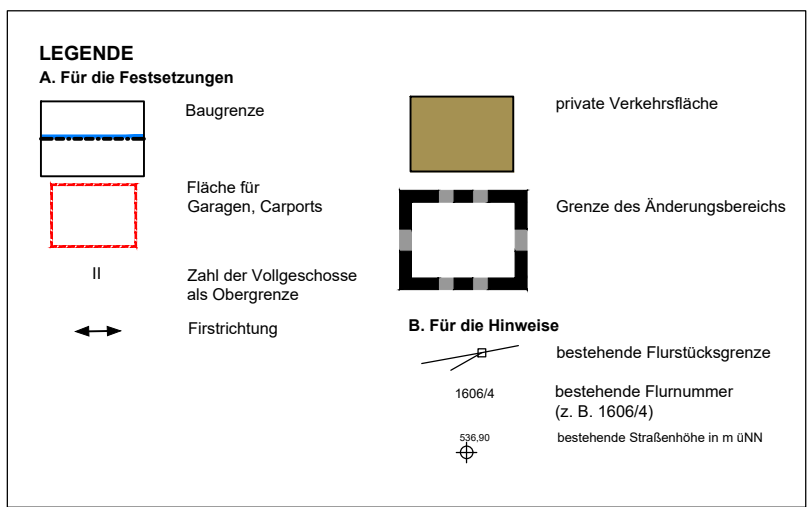 LEGENDE
A. Für die Festsetzungen
Baugrenze
Fläche für
Garagen, Carports
II
Zahl der Vollgeschosse
als Obergrenze
Firstrichtung
private Verkehrsfläche
Grenze des Änderungsbereichs
B. Für die Hinweise
bestehende Flurstücksgrenze
1606/4
bestehende Flurnummer
(z. B. 1606/4)
536,90
bestehende Straßenhöhe in m üNN